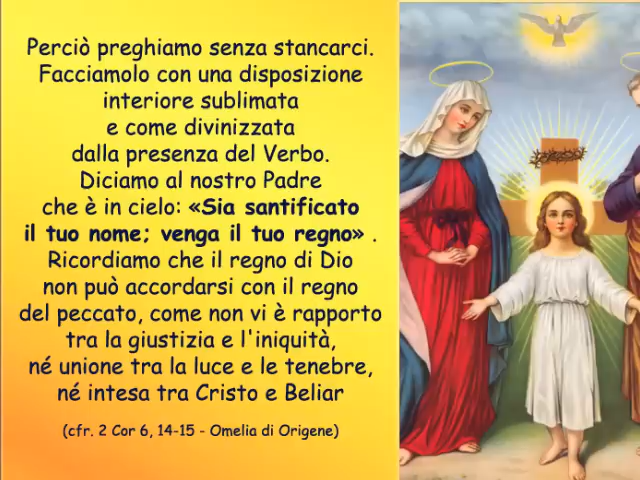 Perciò preghiamo senza stancarci.
Facciamolo con una disposizione
interiore sublimata
e come divinizzata
dalla presenza del Verbo.
Diciamo al nostro Padre
che è in cielo: «Sia santificato
il tuo nome; venga il tuo regno» .
Ricordiamo che il regno di Dio
non può accordarsi con il regno
del peccato, come non vi è rapporto
tra la giustizia e l'iniquità,
né unione tra la luce e le tenebre,
né intesa tra Cristo e Beliar
(cfr. 2 Cor 6, 14-15 - Omelia di Origene)